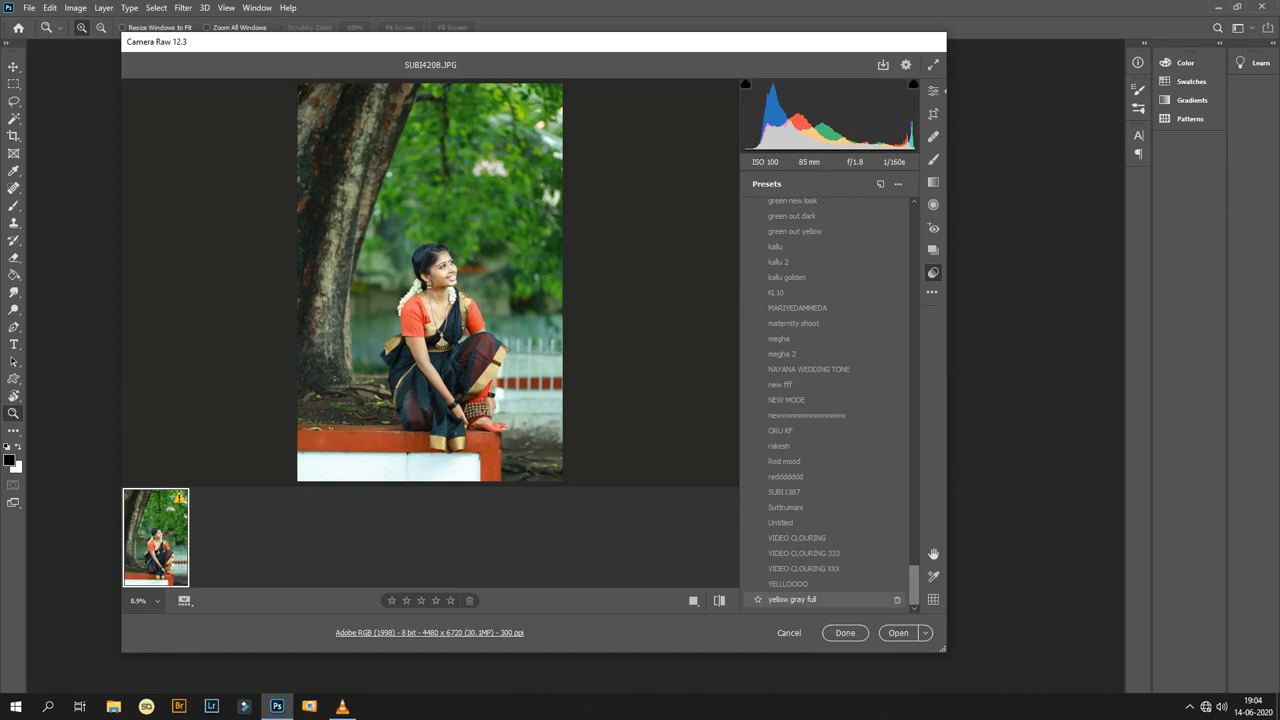 Ps File Edit Image Layer Type Select Filter 3D View Window Help
Resize Windows to Fit Zoom All Windows Scrubby Zoom 100% Fit Screen Fill Screen
Camera Raw 12.3
SUBI4208.JPG
ISO 100 85 mm f/1.8 1/160s
Presets
green new look
green out dark
green out yellow
kallu
kallu 2
kallu golden
KL10
MARIYEDAMMEDA
maternity shoot
megha
megha 2
NAYANA WEDDING TONE
new fff
NEW MODE
newwwwwwwwwwww
ORU KF
rakesh
Red mood
reddddddd
SUBI1387
Suttrumani
Untitled
VIDEO CLOURING
VIDEO CLOURING 333
VIDEO CLOURING XXX
YELLLOOOO
yellow gray full
8.9%
Adobe RGB (1998) - 8 bit - 4480 x 6720 (30.1MP) - 300 ppi
Cancel Done Open
Color
Swatches
Gradients
Patterns
Learn
Br Lr Ps
19:04
14-06-2020